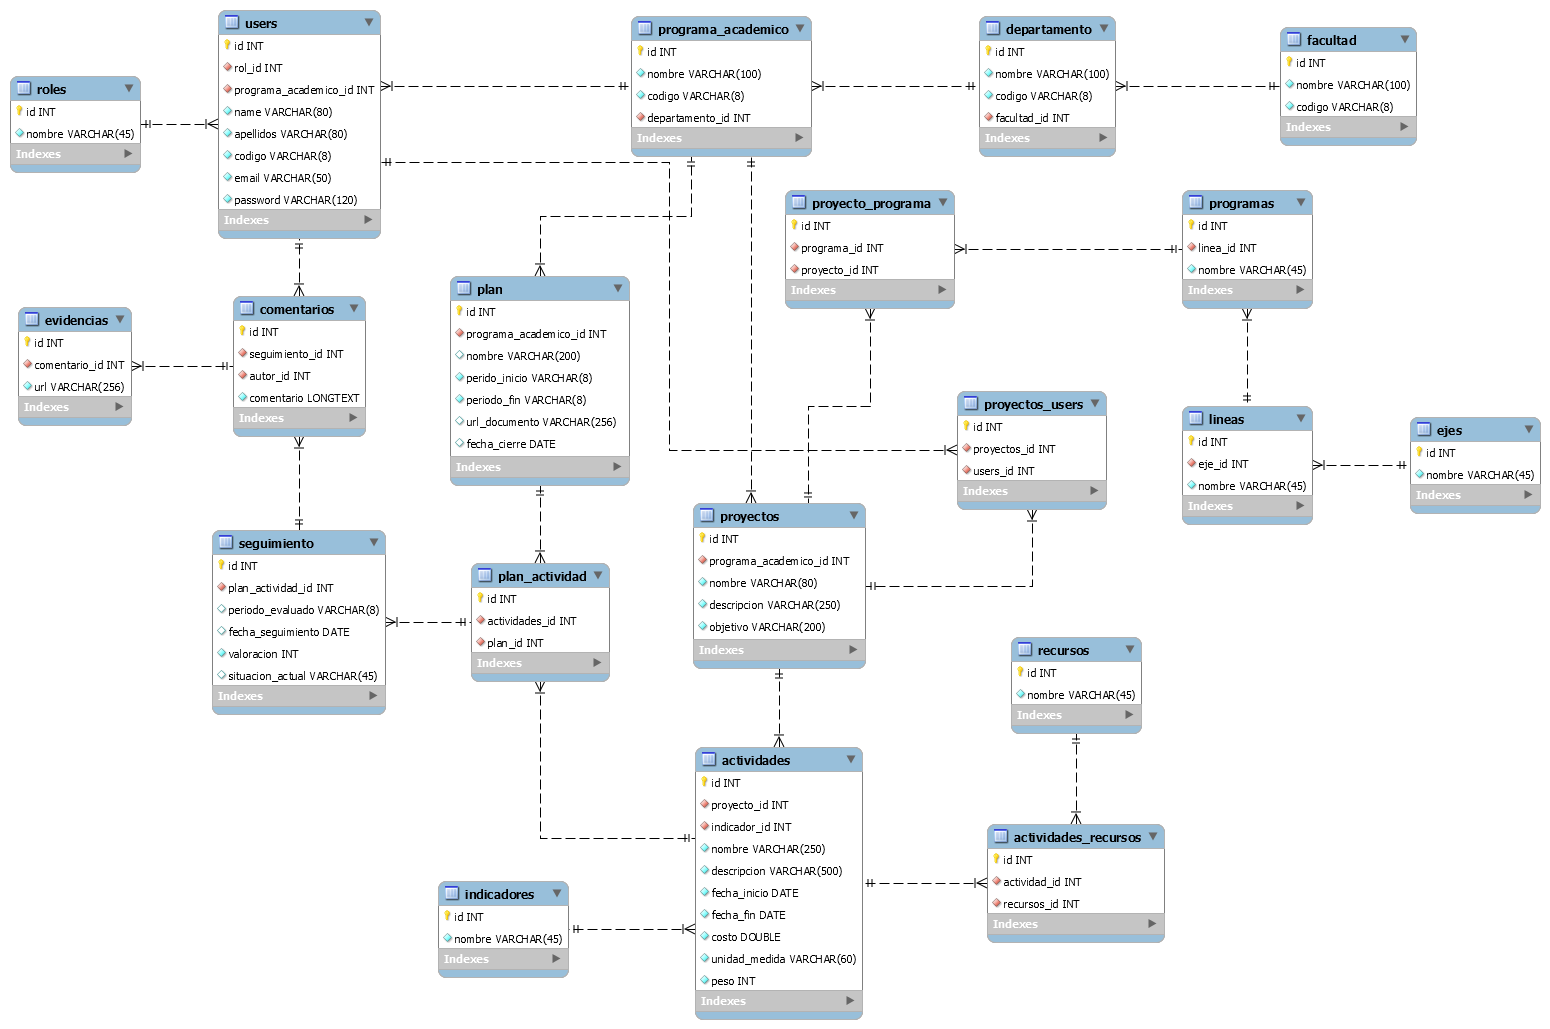 users
id INT
rol_id INT
programa_academico_id INT
name VARCHAR(80)
apellidos VARCHAR(80)
codigo VARCHAR(8)
email VARCHAR(50)
password VARCHAR(120)
Indexes
programa_academico
id INT
nombre VARCHAR(100)
codigo VARCHAR(8)
departamento_id INT
Indexes
departamento
id INT
nombre VARCHAR(100)
codigo VARCHAR(8)
facultad_id INT
Indexes
facultad
id INT
nombre VARCHAR(100)
codigo VARCHAR(8)
Indexes
roles
id INT
nombre VARCHAR(45)
Indexes
proyecto_programa
id INT
programa_id INT
proyecto_id INT
Indexes
programas
id INT
linea_id INT
nombre VARCHAR(45)
Indexes
plan
id INT
programa_academico_id INT
nombre VARCHAR(200)
perido_inicio VARCHAR(8)
periodo_fin VARCHAR(8)
url_documento VARCHAR(256)
fecha_cierre DATE
Indexes
comentarios
id INT
seguimiento_id INT
autor_id INT
comentario LONGTEXT
Indexes
evidencias
id INT
comentario_id INT
url VARCHAR(256)
Indexes
proyectos_users
id INT
proyectos_id INT
users_id INT
Indexes
lineas
id INT
eje_id INT
nombre VARCHAR(45)
Indexes
ejes
id INT
nombre VARCHAR(45)
Indexes
proyectos
id INT
programa_academico_id INT
nombre VARCHAR(80)
descripcion VARCHAR(250)
objetivo VARCHAR(200)
Indexes
seguimiento
id INT
plan_actividad_id INT
periodo_evaluado VARCHAR(8)
fecha_seguimiento DATE
valoracion INT
situacion_actual VARCHAR(45)
Indexes
plan_actividad
id INT
actividades_id INT
plan_id INT
Indexes
recursos
id INT
nombre VARCHAR(45)
Indexes
actividades
id INT
proyecto_id INT
indicador_id INT
nombre VARCHAR(250)
descripcion VARCHAR(500)
fecha_inicio DATE
fecha_fin DATE
costo DOUBLE
unidad_medida VARCHAR(60)
peso INT
Indexes
actividades_recursos
id INT
actividad_id INT
recursos_id INT
Indexes
indicadores
id INT
nombre VARCHAR(45)
Indexes